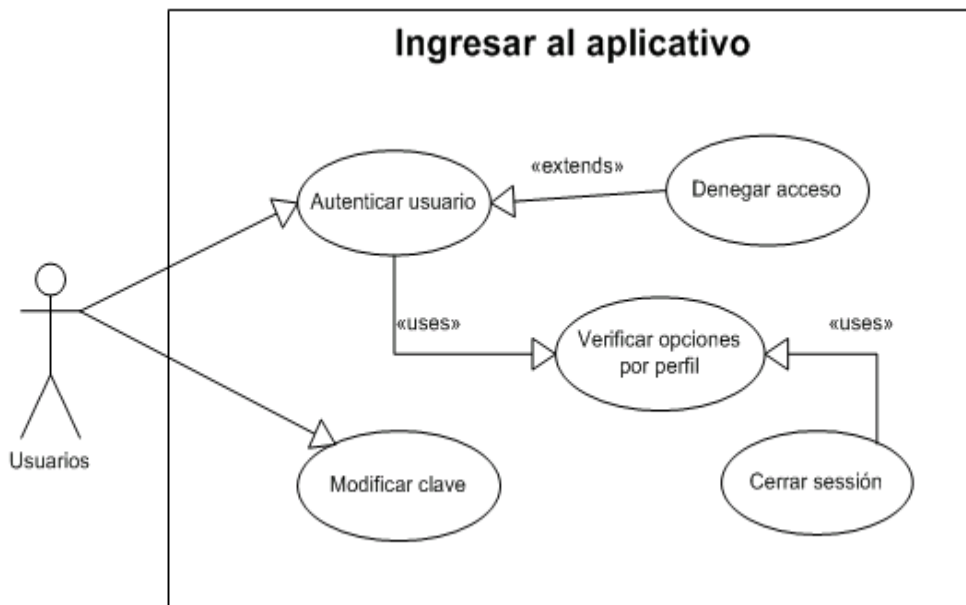 Ingresar al aplicativo
«extends»
Autenticar usuario
Denegar acceso
«uses»
«uses»
Verificar opciones
por perfil
Usuarios
Modificar clave
Cerrar sessión